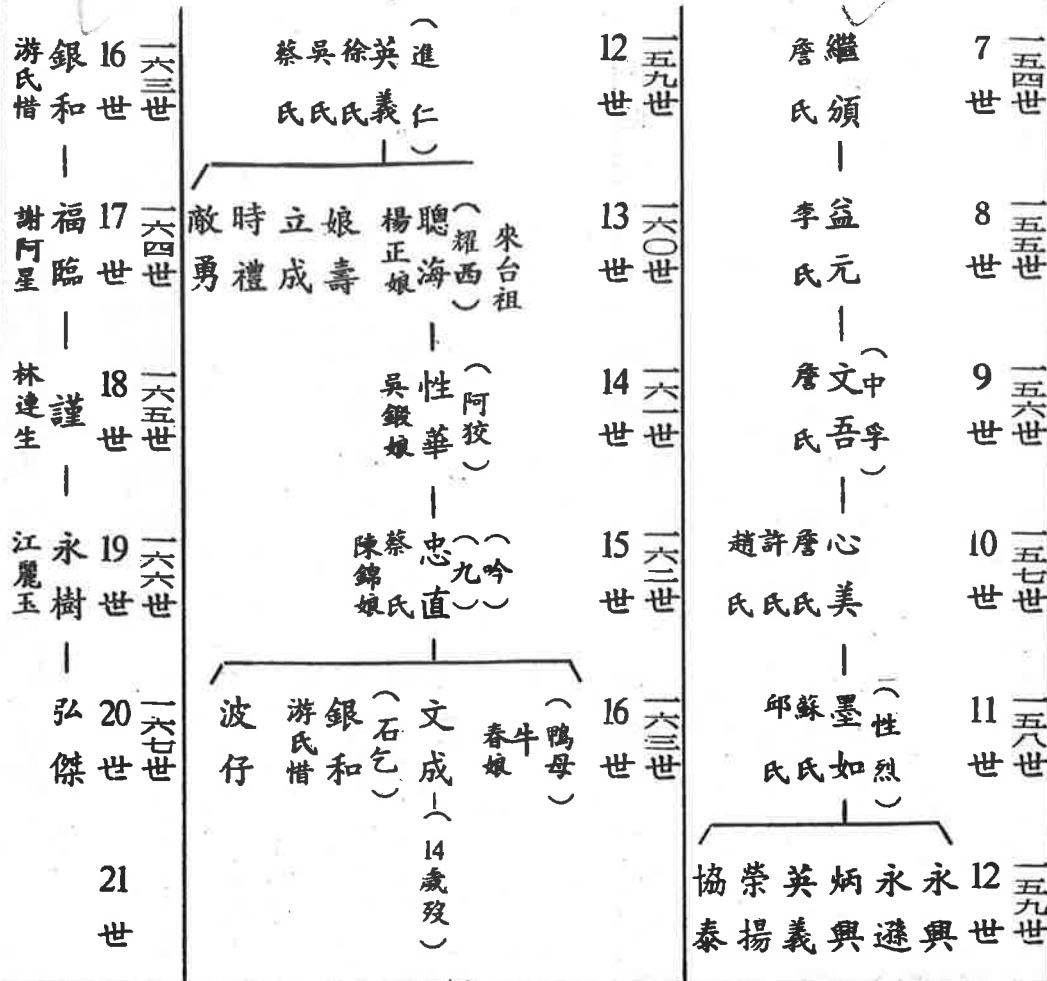 一五四世 7世 繼頒 詹氏
一五五世 8世 益元 李氏
一五六世 9世 (中孚) 文吾 詹氏
一五七世 10世 心美 詹氏 許氏 趙氏
一五八世 11世 (性烈) 墨如 蘇氏 邱氏
一五九世 12世 永興 永遜 炳興 英義 榮揚 協泰
一五九世 12世 (進仁) 英義 徐氏 吳氏 蔡氏
一六〇世 13世 來台祖 (耀西) 聰海 楊正娘 娘壽 立成 時禮 敵勇
一六一世 14世 (阿狡) 性華 吳鍛娘
一六二世 15世 (吟) (九) 忠直 蔡氏 陳錦娘
一六三世 16世 (鴨母) 牛 春娘 文成 (14歲歿) (石乞) 銀和 游氏惜 波仔
一六三世 16世 銀和 游氏惜
一六四世 17世 福臨 謝阿星
一六五世 18世 謹 林連生
一六六世 19世 永樹 江麗玉
一六七世 20世 弘傑
21世